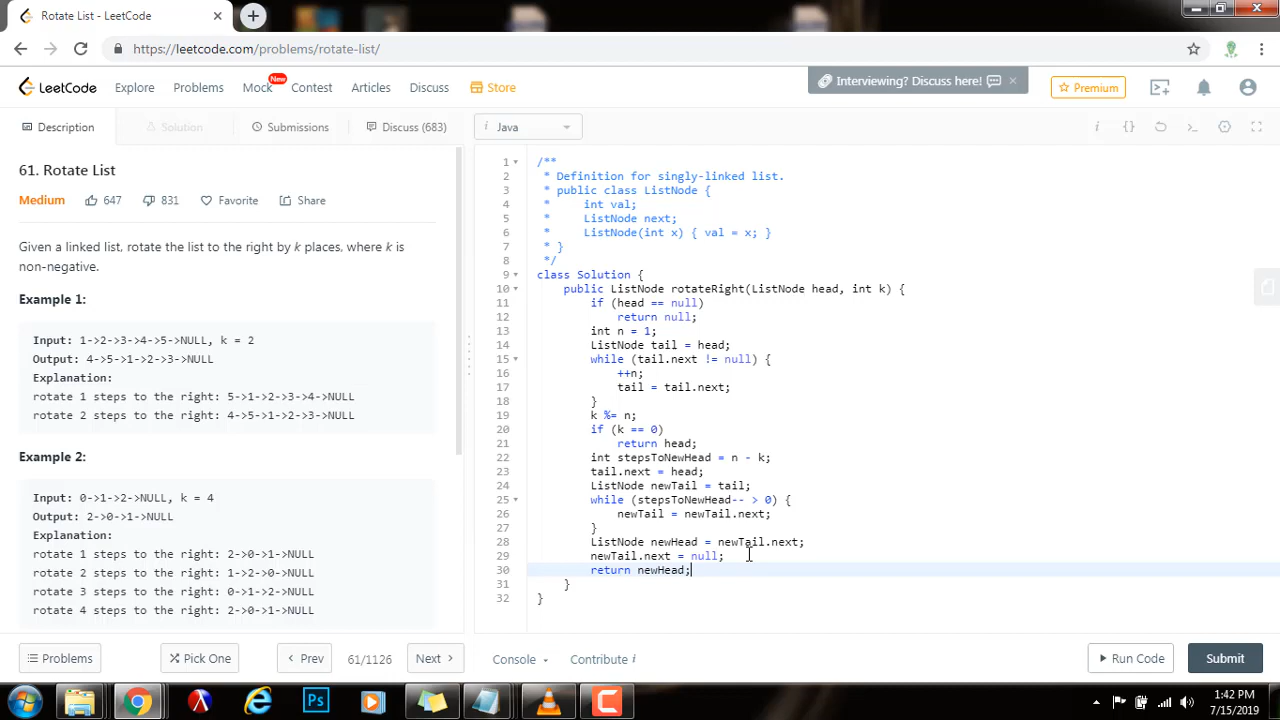 Rotate List - LeetCode
https://leetcode.com/problems/rotate-list/
LeetCode
Explore
Problems
Mock
New
Contest
Articles
Discuss
Store
Interviewing? Discuss here!
Premium
Description
Solution
Submissions
Discuss (683)
i Java
61. Rotate List
Medium
647
831
Favorite
Share
Given a linked list, rotate the list to the right by k places, where k is
non-negative.
Example 1:
Input: 1->2->3->4->5->NULL, k = 2
Output: 4->5->1->2->3->NULL
Explanation:
rotate 1 steps to the right: 5->1->2->3->4->NULL
rotate 2 steps to the right: 4->5->1->2->3->NULL
Example 2:
Input: 0->1->2->NULL, k = 4
Output: 2->0->1->NULL
Explanation:
rotate 1 steps to the right: 2->0->1->NULL
rotate 2 steps to the right: 1->2->0->NULL
rotate 3 steps to the right: 0->1->2->NULL
rotate 4 steps to the right: 2->0->1->NULL
1 /**
2 * Definition for singly-linked list.
3 * public class ListNode {
4 * int val;
5 * ListNode next;
6 * ListNode(int x) { val = x; }
7 * }
8 */
9 class Solution {
10 public ListNode rotateRight(ListNode head, int k) {
11 if (head == null)
12 return null;
13 int n = 1;
14 ListNode tail = head;
15 while (tail.next != null) {
16 ++n;
17 tail = tail.next;
18 }
19 k %= n;
20 if (k == 0)
21 return head;
22 int stepsToNewHead = n - k;
23 tail.next = head;
24 ListNode newTail = tail;
25 while (stepsToNewHead-- > 0) {
26 newTail = newTail.next;
27 }
28 ListNode newHead = newTail.next;
29 newTail.next = null;
30 return newHead;
31 }
32 }
Problems
Pick One
Prev
61/1126
Next
Console
Contribute i
Run Code
Submit
Ps
1:42 PM
7/15/2019